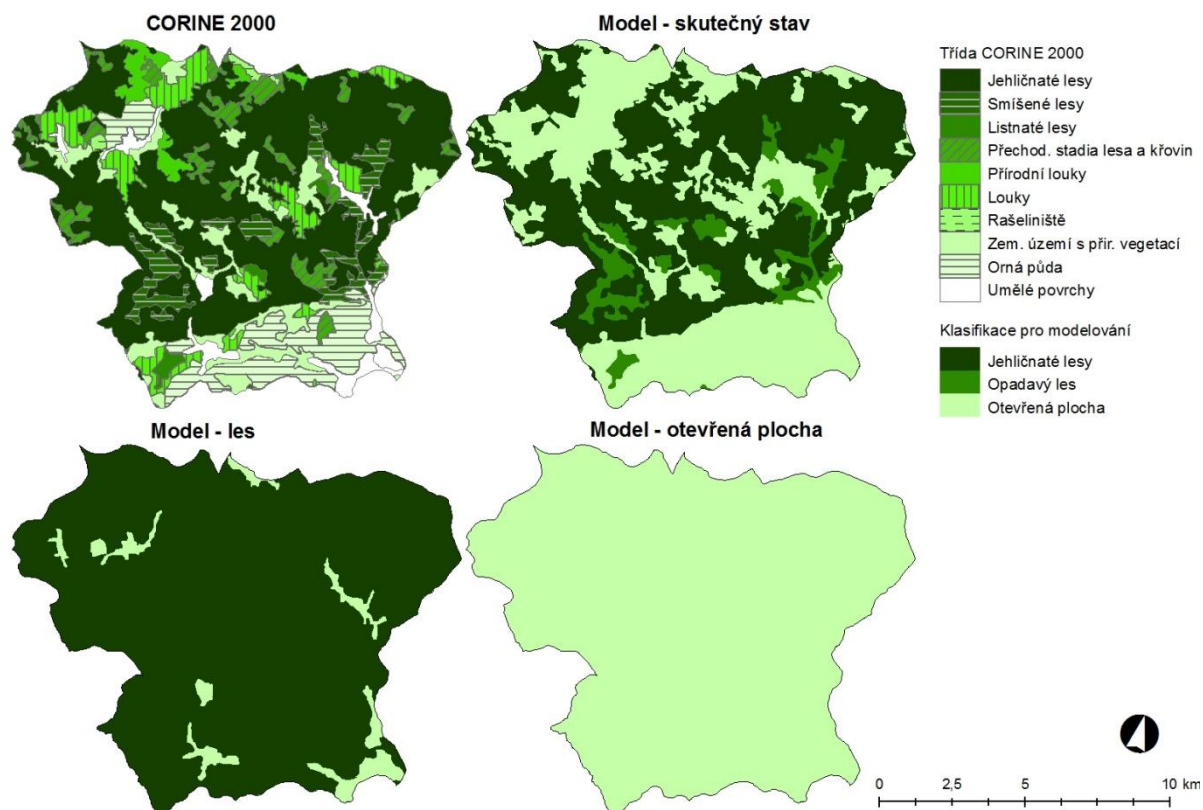 CORINE 2000
Model - skutečný stav
Třída CORINE 2000
Jehličnaté lesy
Smíšené lesy
Listnaté lesy
Přechod. stadia lesa a křovin
Přírodní louky
Louky
Rašeliniště
Zem. území s přir. vegetací
Orná půda
Umělé povrchy
Klasifikace pro modelování
Jehličnaté lesy
Opadavý les
Otevřená plocha
Model - les
Model - otevřená plocha
0 2,5 5 10 km